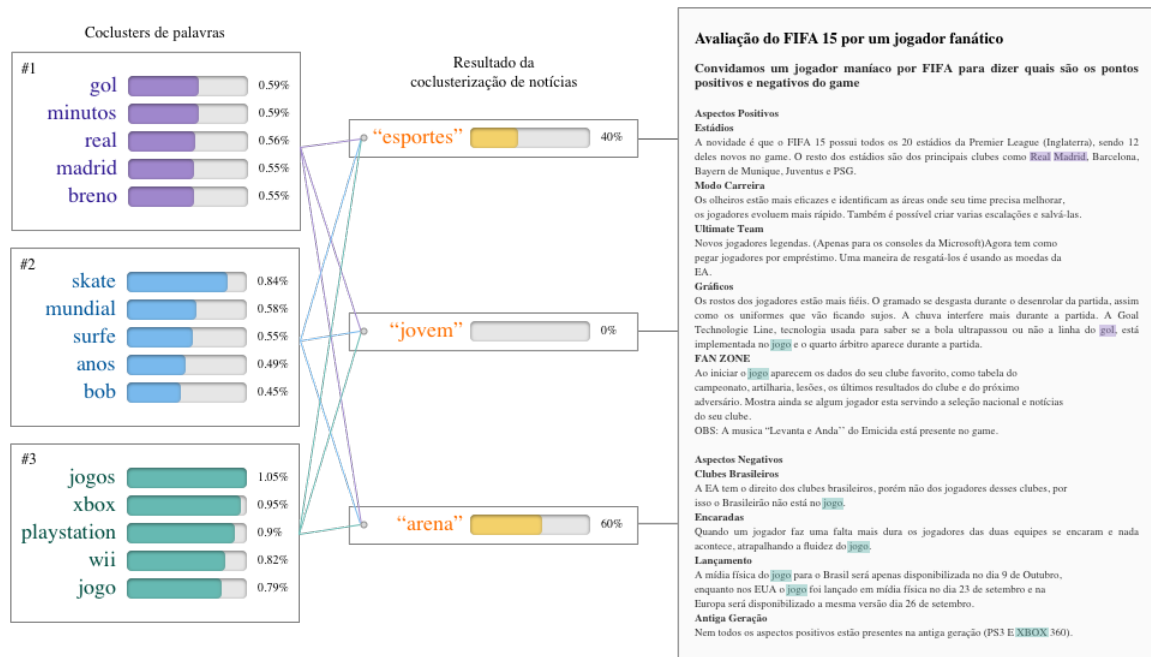 Coclusters de palavras
#1
gol 0.59%
minutos 0.59%
real 0.56%
madrid 0.55%
breno 0.55%
#2
skate 0.84%
mundial 0.58%
surfe 0.55%
anos 0.49%
bob 0.45%
#3
jogos 1.05%
xbox 0.95%
playstation 0.9%
wii 0.82%
jogo 0.79%
Resultado da
coclusterização de notícias
“esportes” 40%
“jovem” 0%
“arena” 60%
Avaliação do FIFA 15 por um jogador fanático
Convidamos um jogador maníaco por FIFA para dizer quais são os pontos
positivos e negativos do game
Aspectos Positivos
Estádios
A novidade é que o FIFA 15 possui todos os 20 estádios da Premier League (Inglaterra), sendo 12
deles novos no game. O resto dos estádios são dos principais clubes como Real Madrid, Barcelona,
Bayern de Munique, Juventus e PSG.
Modo Carreira
Os olheiros estão mais eficazes e identificam as áreas onde seu time precisa melhorar,
os jogadores evoluem mais rápido. Também é possível criar varias escalações e salvá-las.
Ultimate Team
Novos jogadores legendas. (Apenas para os consoles da Microsoft)Agora tem como
pegar jogadores por empréstimo. Uma maneira de resgatá-los é usando as moedas da
EA.
Gráficos
Os rostos dos jogadores estão mais fiéis. O gramado se desgasta durante o desenrolar da partida, assim
como os uniformes que vão ficando sujos. A chuva interfere mais durante a partida. A Goal
Technologie Line, tecnologia usada para saber se a bola ultrapassou ou não a linha do gol, está
implementada no jogo e o quarto árbitro aparece durante a partida.
FAN ZONE
Ao iniciar o jogo aparecem os dados do seu clube favorito, como tabela do
campeonato, artilharia, lesões, os últimos resultados do clube e do próximo
adversário. Mostra ainda se algum jogador esta servindo a seleção nacional e notícias
do seu clube.
OBS: A musica “Levanta e Anda’’ do Emicida está presente no game.
Aspectos Negativos
Clubes Brasileiros
A EA tem o direito dos clubes brasileiros, porém não dos jogadores desses clubes, por
isso o Brasileirão não está no jogo.
Encaradas
Quando um jogador faz uma falta mais dura os jogadores das duas equipes se encaram e nada
acontece, atrapalhando a fluidez do jogo.
Lançamento
A mídia física do jogo para o Brasil será apenas disponibilizada no dia 9 de Outubro,
enquanto nos EUA o jogo foi lançado em mídia física no dia 23 de setembro e na
Europa será disponibilizado a mesma versão dia 26 de setembro.
Antiga Geração
Nem todos os aspectos positivos estão presentes na antiga geração (PS3 E XBOX 360).